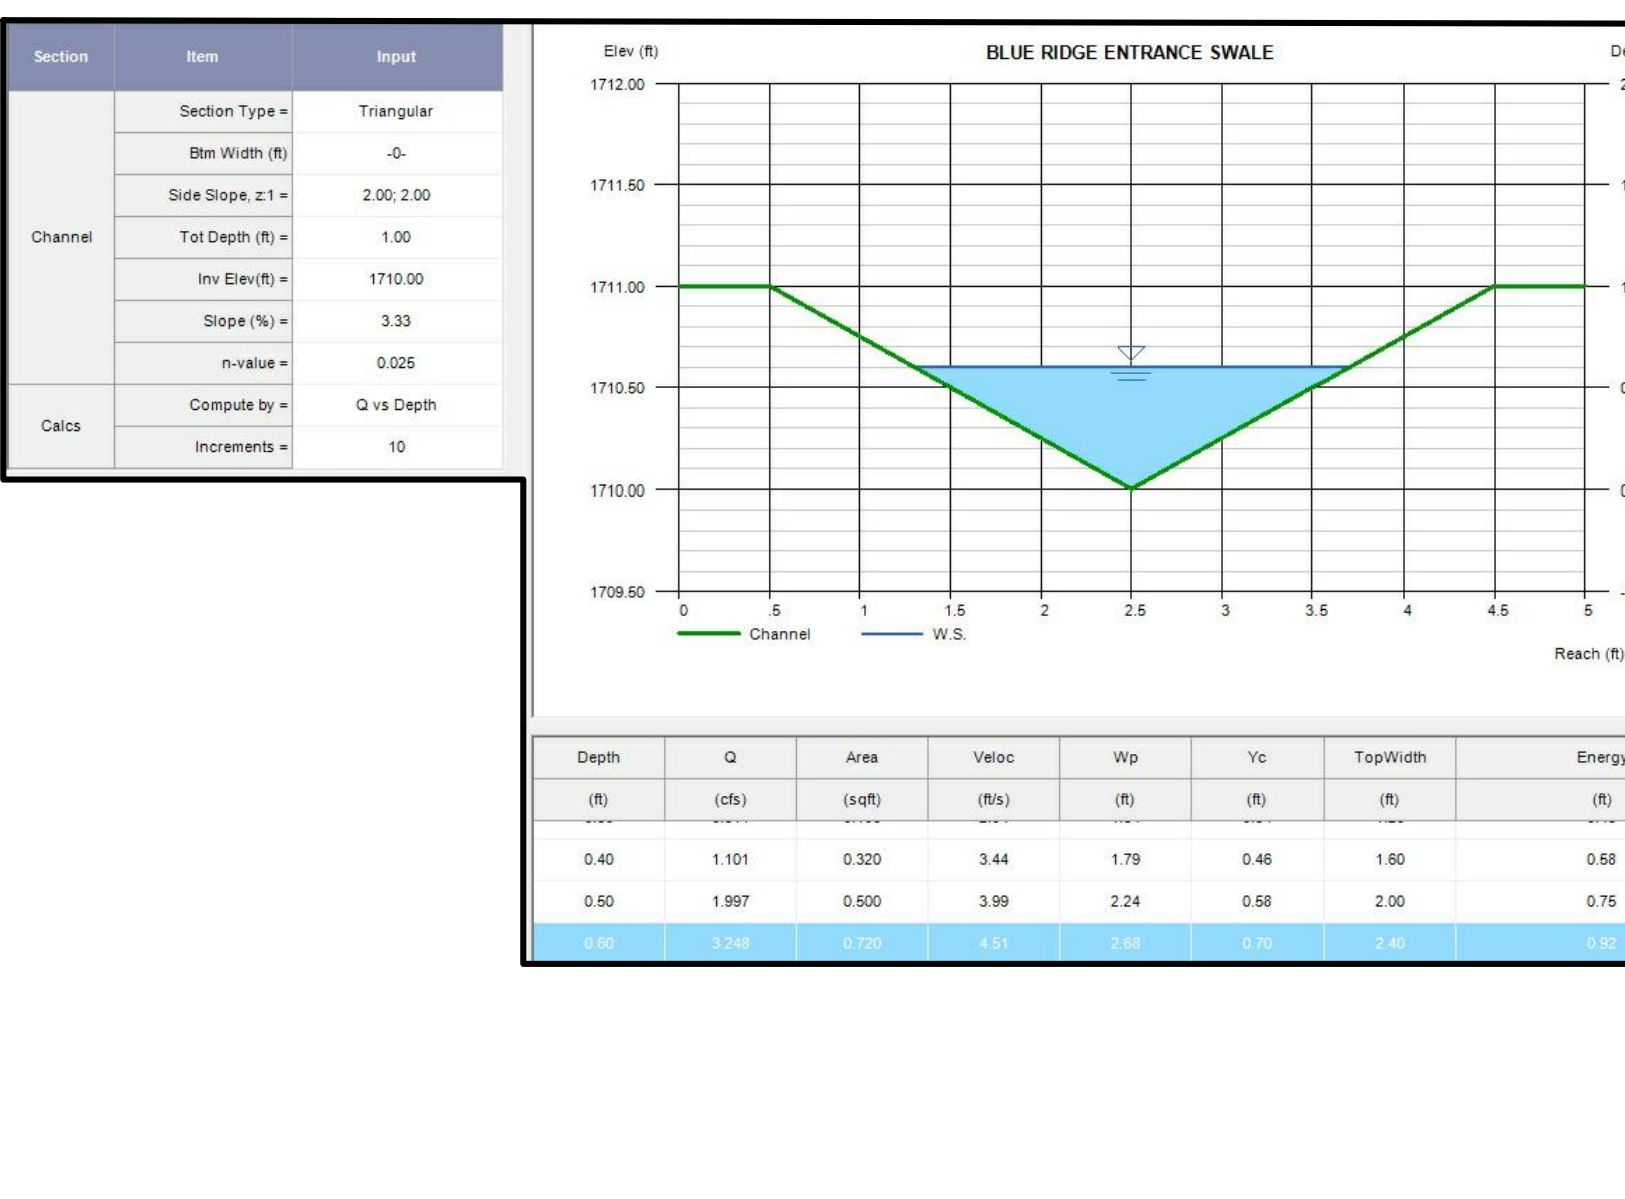 Section Item Input
Channel
Section Type = Triangular
Btm Width (ft) -0-
Side Slope, z:1 = 2.00; 2.00
Tot Depth (ft) = 1.00
Inv Elev(ft) = 1710.00
Slope (%) = 3.33
n-value = 0.025
Calcs
Compute by = Q vs Depth
Increments = 10
Elev (ft)
BLUE RIDGE ENTRANCE SWALE
1712.00
1711.50
1711.00
1710.50
1710.00
1709.50
0 .5 1 1.5 2 2.5 3 3.5 4 4.5 5
Channel W.S.
Reach (ft)
Depth Q Area Veloc Wp Yc TopWidth Energy
(ft) (cfs) (sqft) (ft/s) (ft) (ft) (ft) (ft)
0.40 1.101 0.320 3.44 1.79 0.46 1.60 0.58
0.50 1.997 0.500 3.99 2.24 0.58 2.00 0.75
0.60 3.248 0.720 4.51 2.68 0.70 2.40 0.92